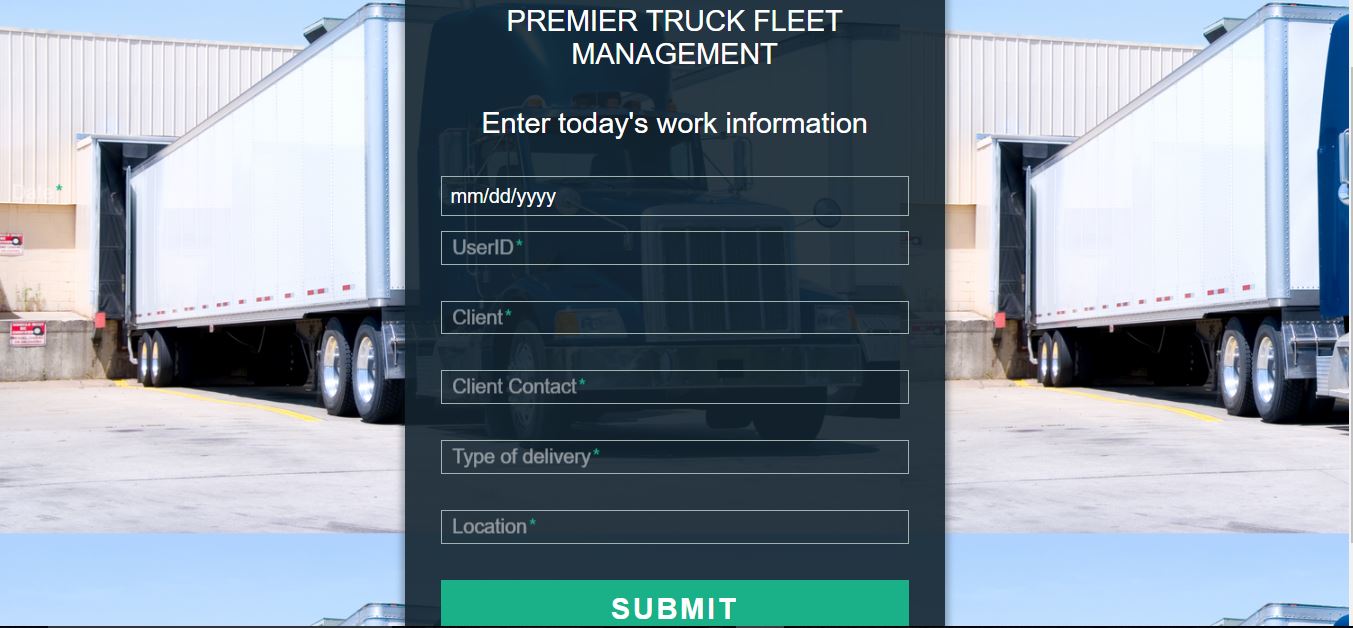 PREMIER TRUCK FLEET
MANAGEMENT
Enter today's work information
Date*
mm/dd/yyyy
UserID*
Client*
Client Contact*
Type of delivery*
Location*
SUBMIT